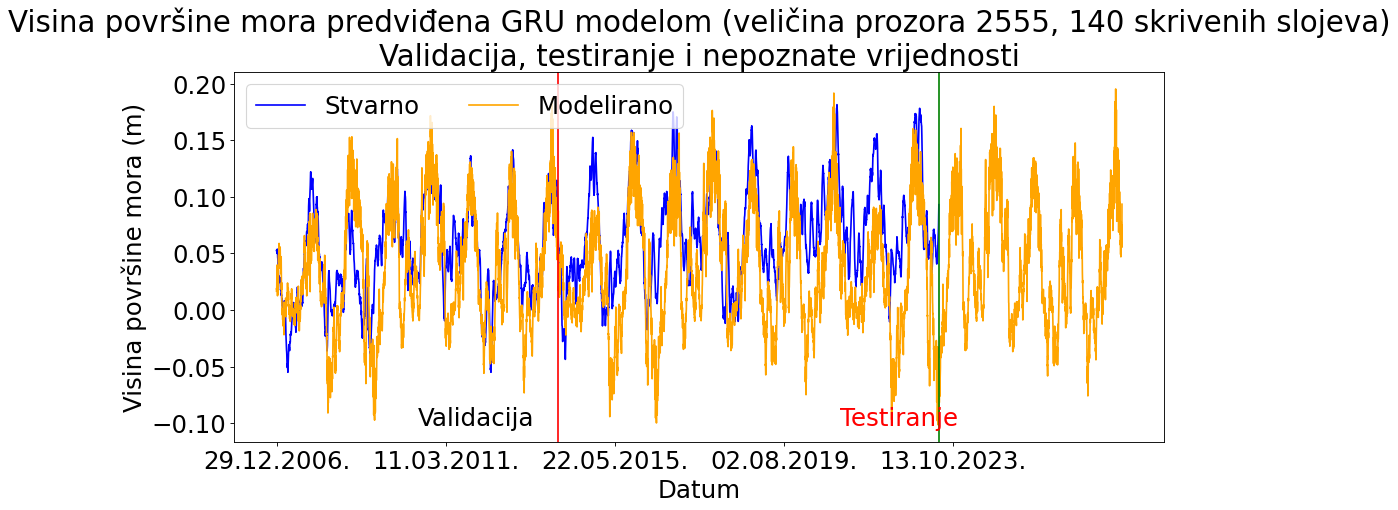 Visina površine mora predviđena GRU modelom (veličina prozora 2555, 140 skrivenih slojeva)
Validacija, testiranje i nepoznate vrijednosti
Stvarno
Modelirano
Visina površine mora (m)
0.20
0.15
0.10
0.05
0.00
−0.05
−0.10
Validacija
Testiranje
29.12.2006.
11.03.2011.
22.05.2015.
02.08.2019.
13.10.2023.
Datum